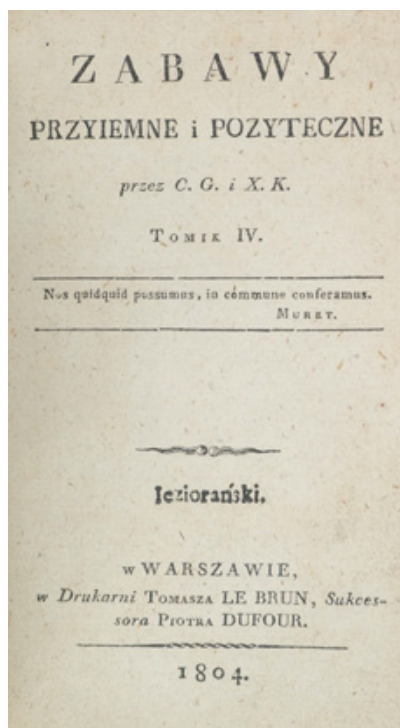 ZABAWY
PRZYIEMNE i POZYTECZNE
przez C. G. i X. K.
TOMIK IV.
Nos quidquid possumus, in commune conferamus.
MURET.
Ieziorański.
w WARSZAWIE,
w Drukarni TOMASZA LE BRUN, Sukces-
sora PIOTRA DUFOUR.
1804.